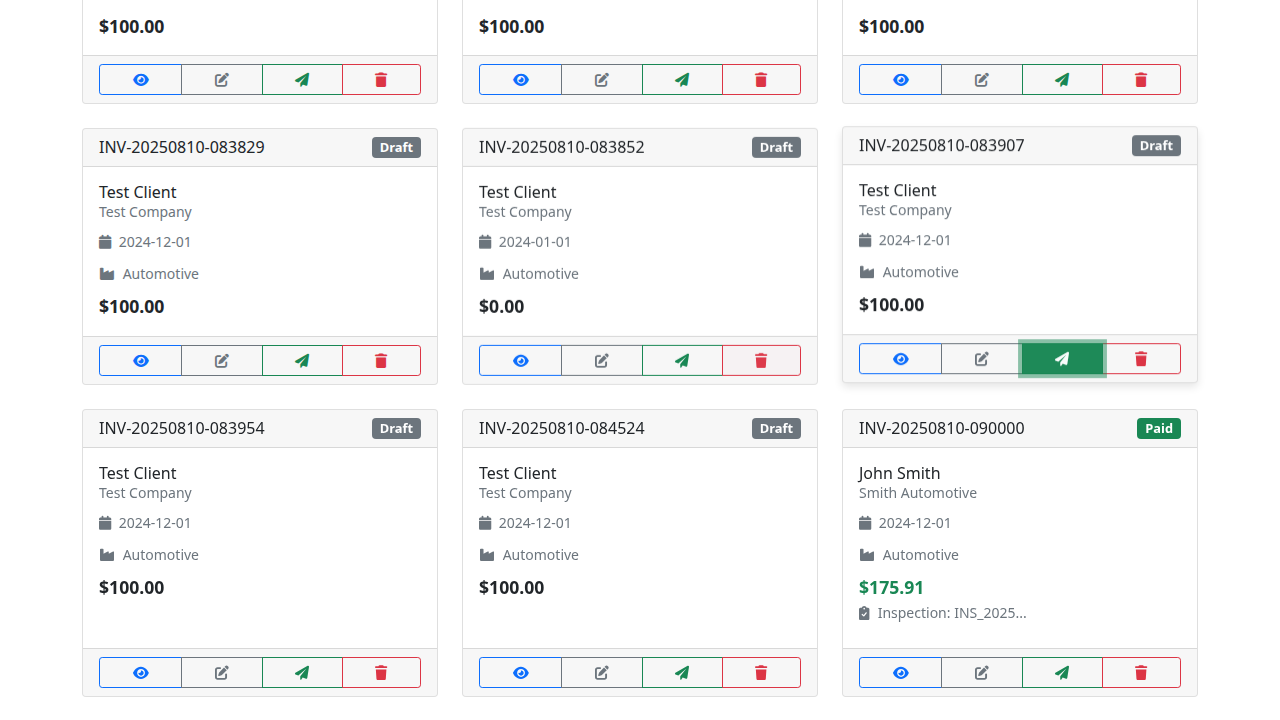 $100.00
$100.00
$100.00
INV-20250810-083829 Draft
Test Client
Test Company
2024-12-01
Automotive
$100.00
INV-20250810-083852 Draft
Test Client
Test Company
2024-01-01
Automotive
$0.00
INV-20250810-083907 Draft
Test Client
Test Company
2024-12-01
Automotive
$100.00
INV-20250810-083954 Draft
Test Client
Test Company
2024-12-01
Automotive
$100.00
INV-20250810-084524 Draft
Test Client
Test Company
2024-12-01
Automotive
$100.00
INV-20250810-090000 Paid
John Smith
Smith Automotive
2024-12-01
Automotive
$175.91
Inspection: INS_2025...